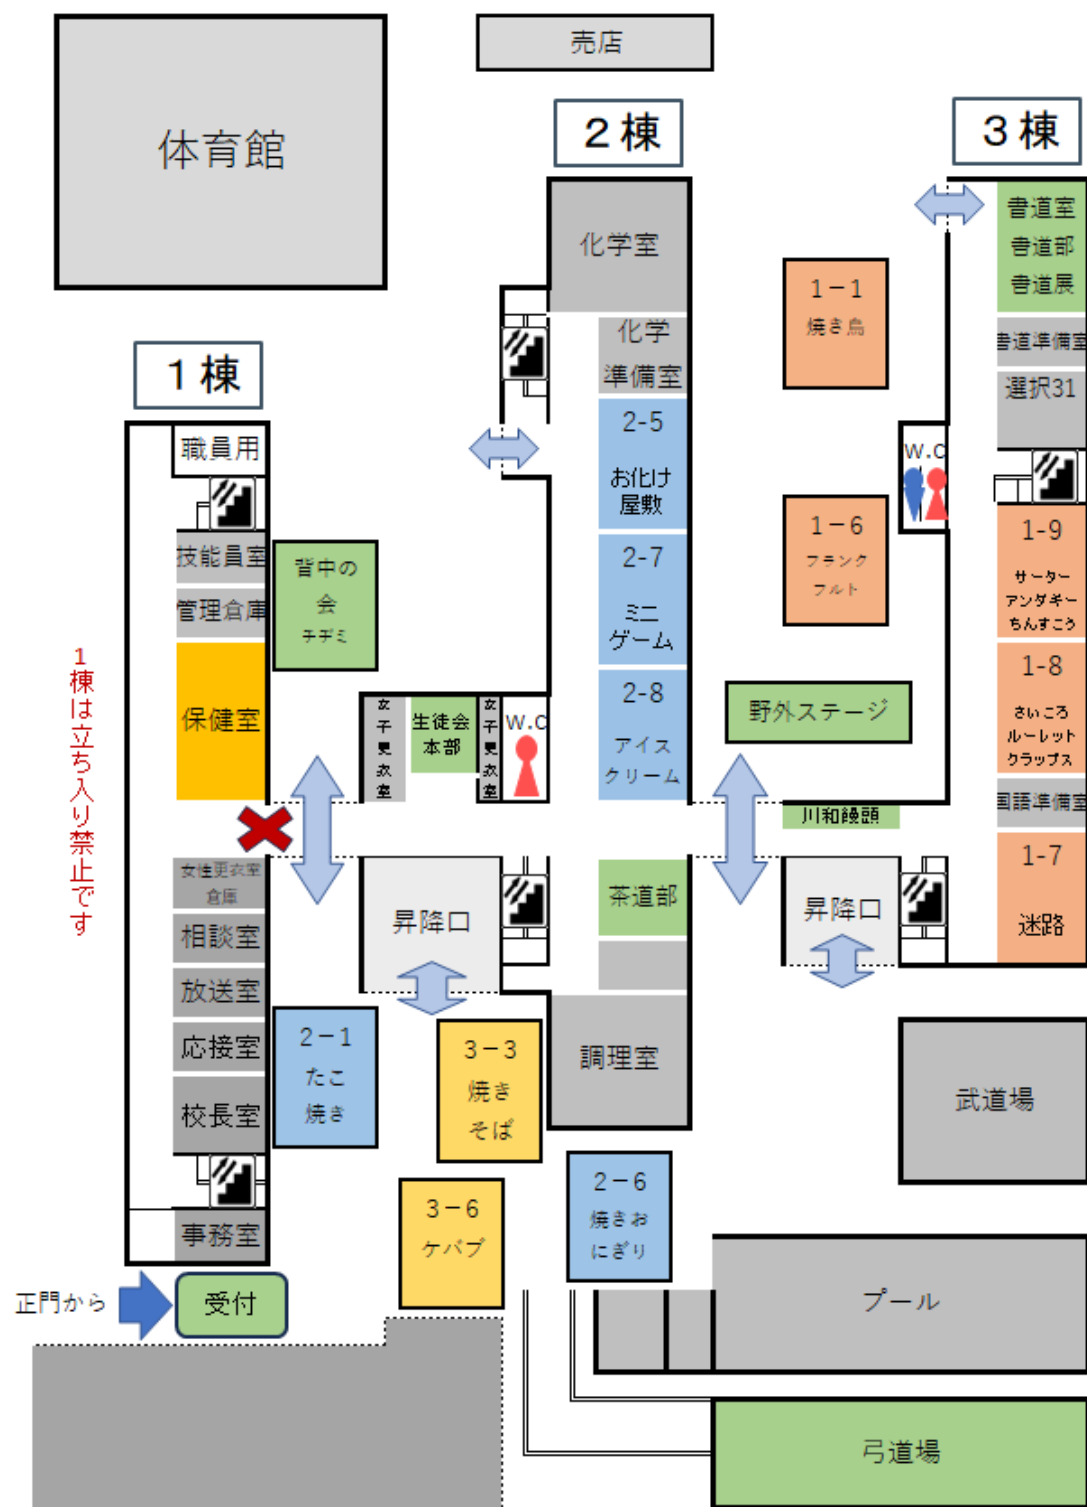 売店
体育館
2棟
3棟
化学室
書道室
書道部
書道展
1-1
焼き鳥
化学
準備室
書道準備室
1棟
選択31
2-5
お化け
屋敷
職員用
W.C
1-6
フランク
フルト
1-9
サーター
アンダギー
ちんすこう
技能員室
背中の
会
チヂミ
2-7
ミニ
ゲーム
管理倉庫
1棟は立ち入り禁止です
保健室
1-8
さいころ
ルーレット
クラップス
女子更衣室
生徒会
本部
女子更衣室
W.C
2-8
アイス
クリーム
野外ステージ
国語準備室
川和饅頭
女性更衣室
倉庫
昇降口
茶道部
昇降口
1-7
迷路
相談室
放送室
2-1
たこ
焼き
3-3
焼き
そば
応接室
調理室
武道場
校長室
2-6
焼きお
にぎり
3-6
ケバブ
事務室
正門から
受付
プール
弓道場